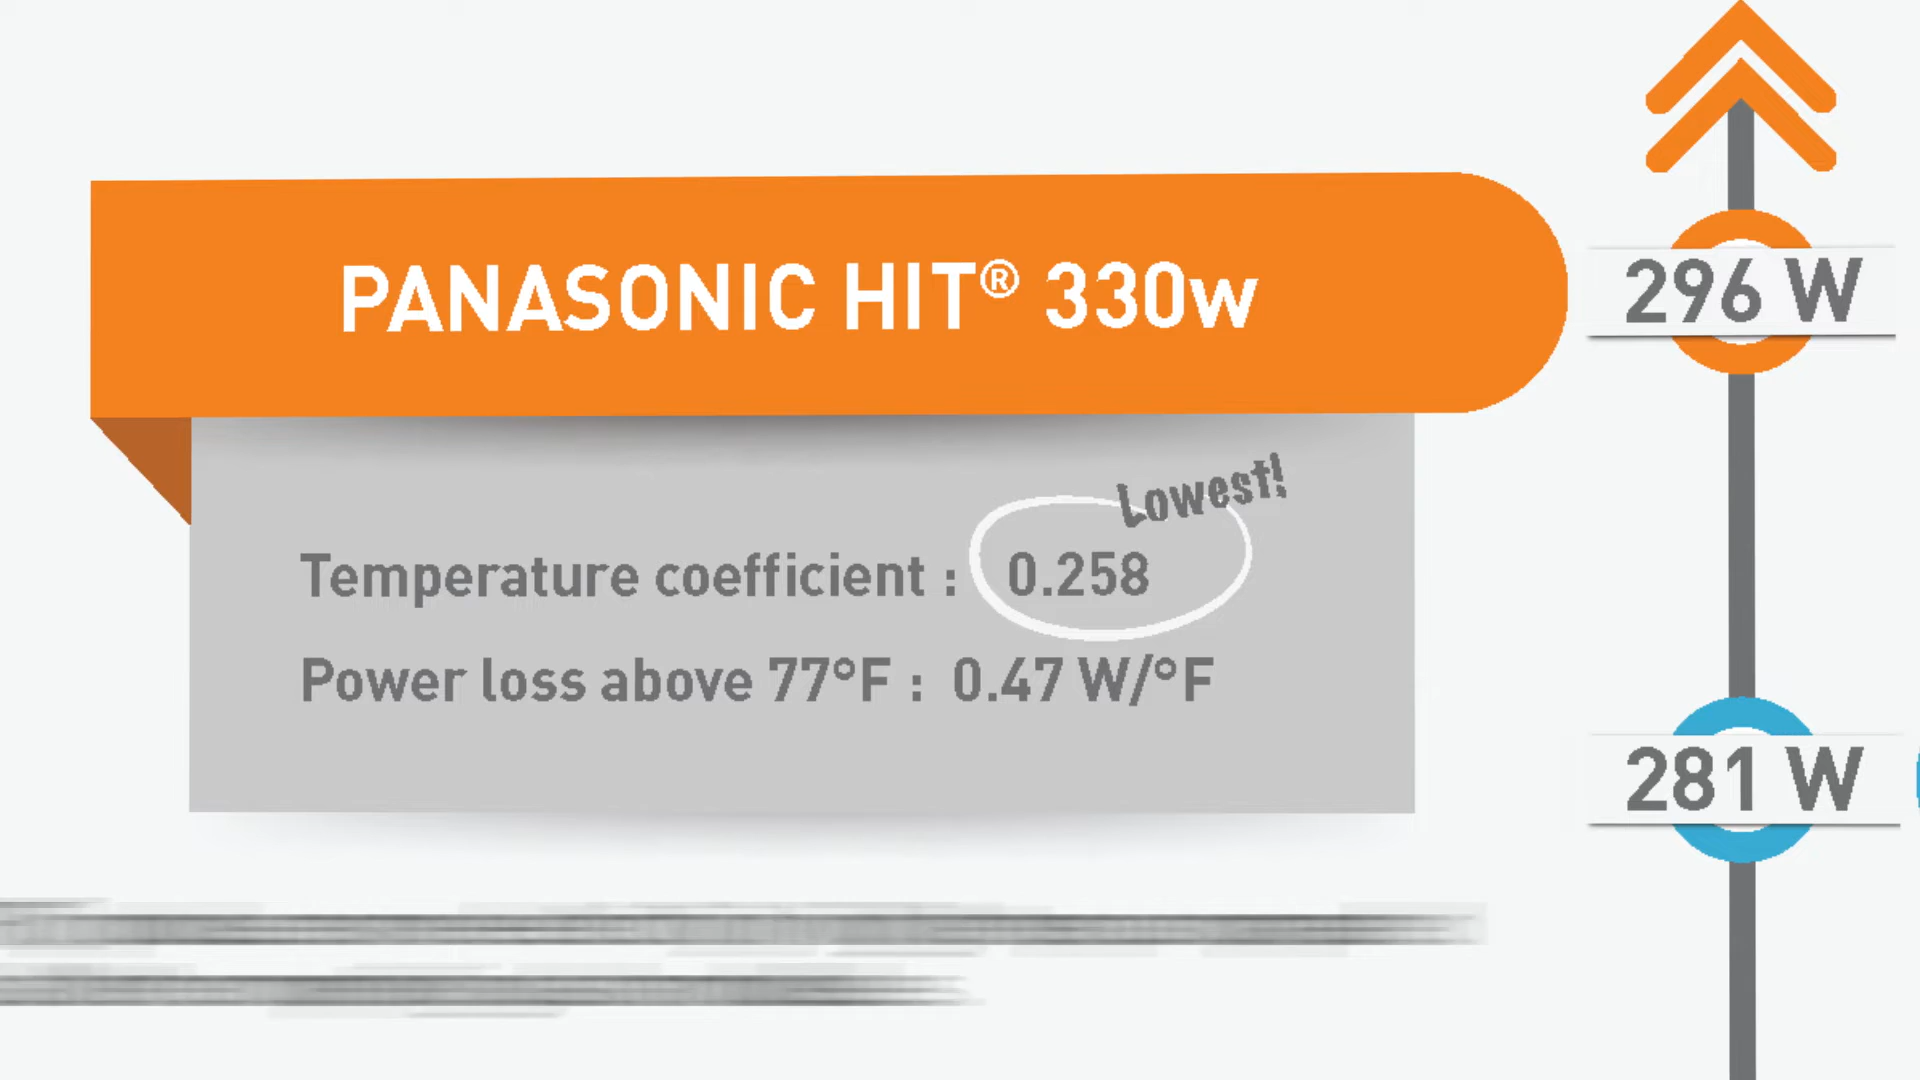 PANASONIC HIT® 330w
296 W
Lowest!
Temperature coefficient : 0.258
Power loss above 77°F : 0.47 W/°F
281 W